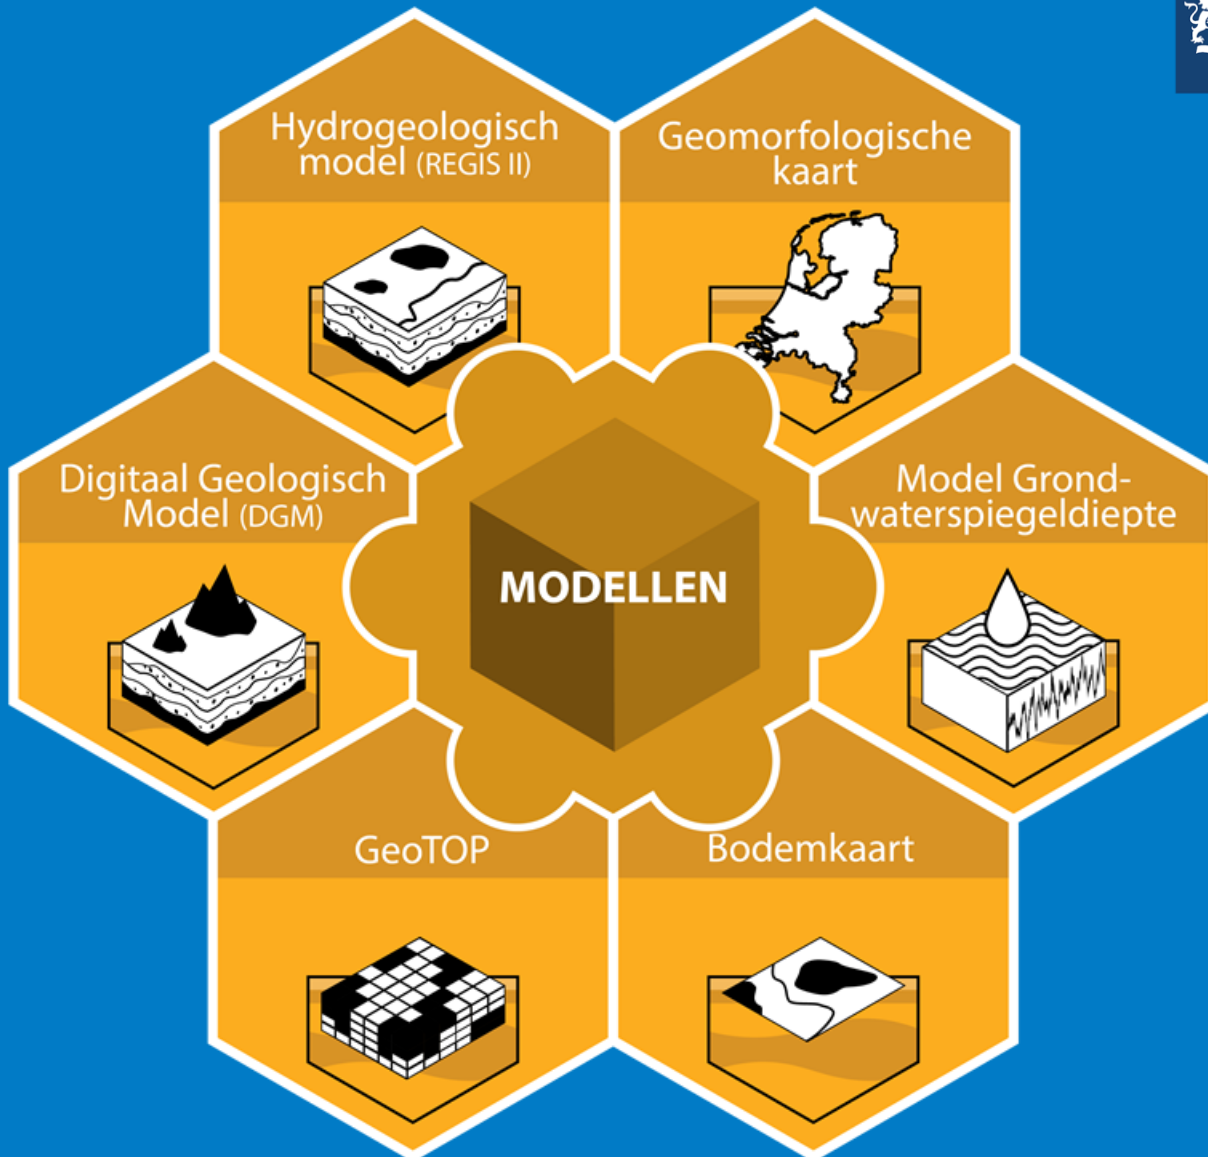 Hydrogeologisch
model (REGIS II)
Geomorfologische
kaart
Digitaal Geologisch
Model (DGM)
Model Grond-
waterspiegeldiepte
MODELLEN
GeoTOP
Bodemkaart